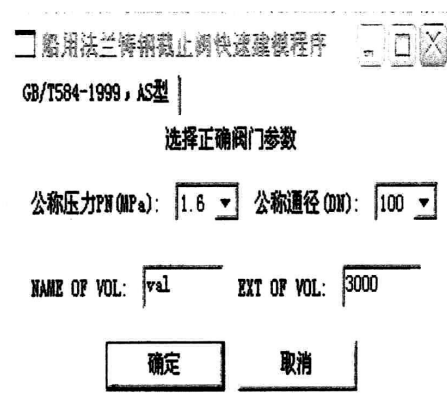 船用法兰铸钢截止阀快速建模程序
GB/T584-1999，AS型
选择正确阀门参数
公称压力PN(MPa): 1.6 公称通径(DN): 100
NAME OF VOL: val EXT OF VOL: 3000
确定 取消